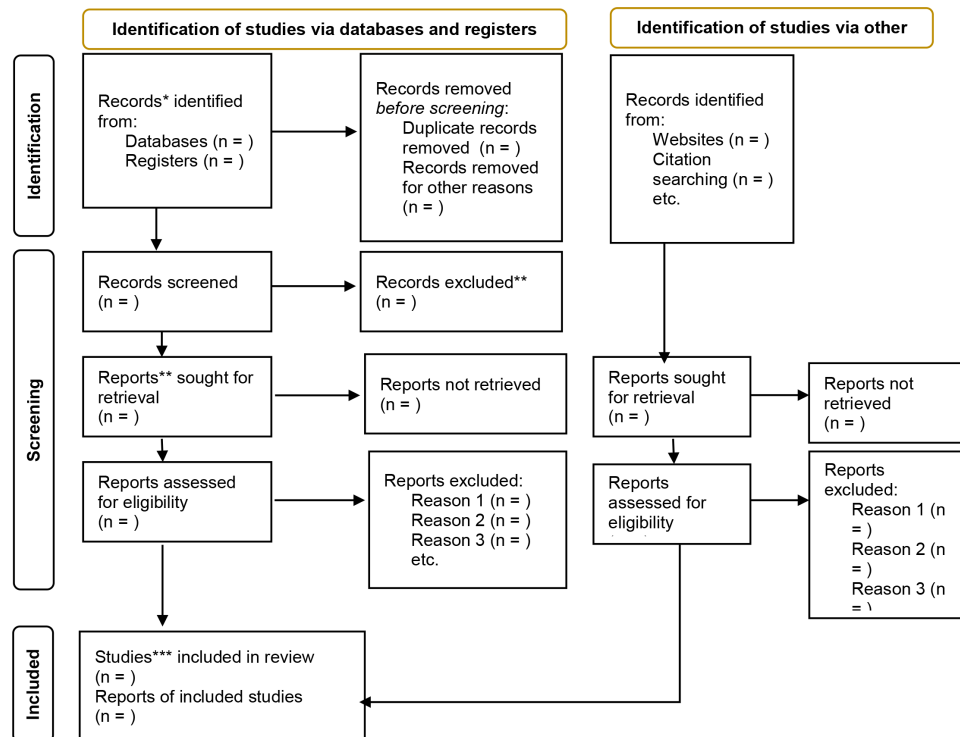 Identification of studies via databases and registers
Identification of studies via other
Identification
Records* identified
from:
Databases (n = )
Registers (n = )
Records removed
before screening:
Duplicate records
removed  (n = )
Records removed
for other reasons
(n = )
Records identified
from:
Websites (n = )
Citation
searching (n = )
etc.
Screening
Records screened
(n = )
Records excluded**
(n = )
Reports** sought for
retrieval
(n = )
Reports not retrieved
(n = )
Reports sought
for retrieval
(n = )
Reports not
retrieved
(n = )
Reports assessed
for eligibility
(n = )
Reports excluded:
Reason 1 (n = )
Reason 2 (n = )
Reason 3 (n = )
etc.
Reports
assessed for
eligibility
Reports
excluded:
Reason 1 (n
= )
Reason 2 (n
= )
Reason 3 (n
= )
Included
Studies*** included in review
(n = )
Reports of included studies
(n = )